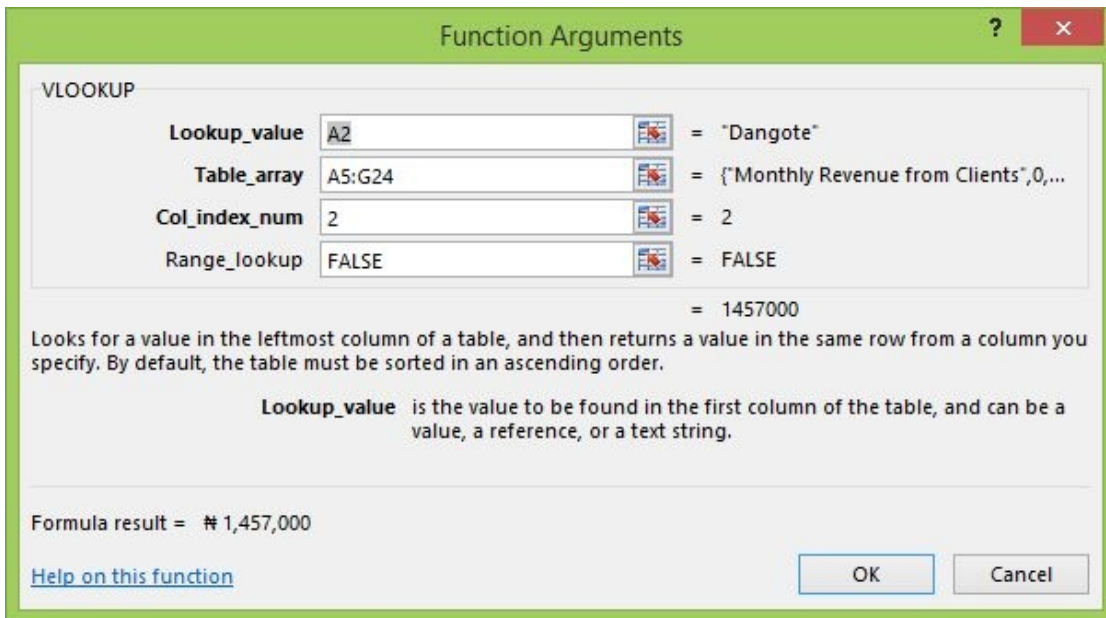 Function Arguments ? ×
VLOOKUP
Lookup_value A2 = "Dangote"
Table_array A5:G24 = {"Monthly Revenue from Clients",0,...
Col_index_num 2 = 2
Range_lookup FALSE = FALSE
= 1457000
Looks for a value in the leftmost column of a table, and then returns a value in the same row from a column you
specify. By default, the table must be sorted in an ascending order.
Lookup_value is the value to be found in the first column of the table, and can be a
value, a reference, or a text string.
Formula result = ₦ 1,457,000
Help on this function OK Cancel